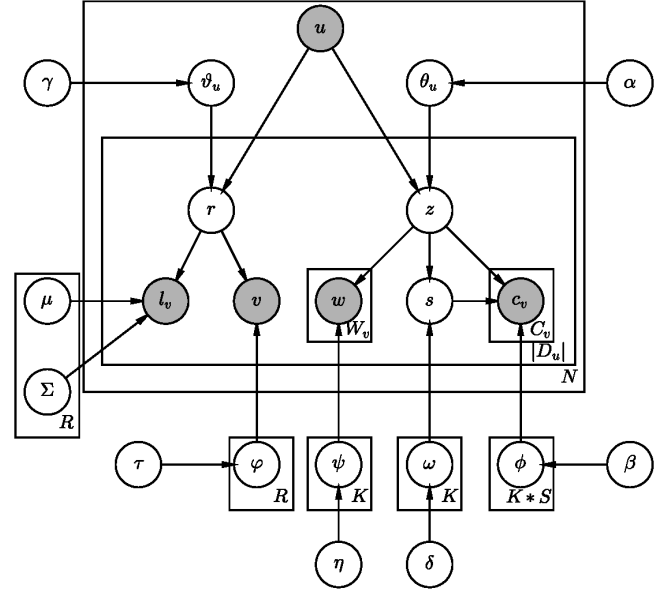 u
γ ϑ_u θ_u α
r z
μ l_v v w s c_v
W_v C_v
|D_u|
N
Σ
R
τ φ ψ ω ϕ β
R K K K * S
η δ